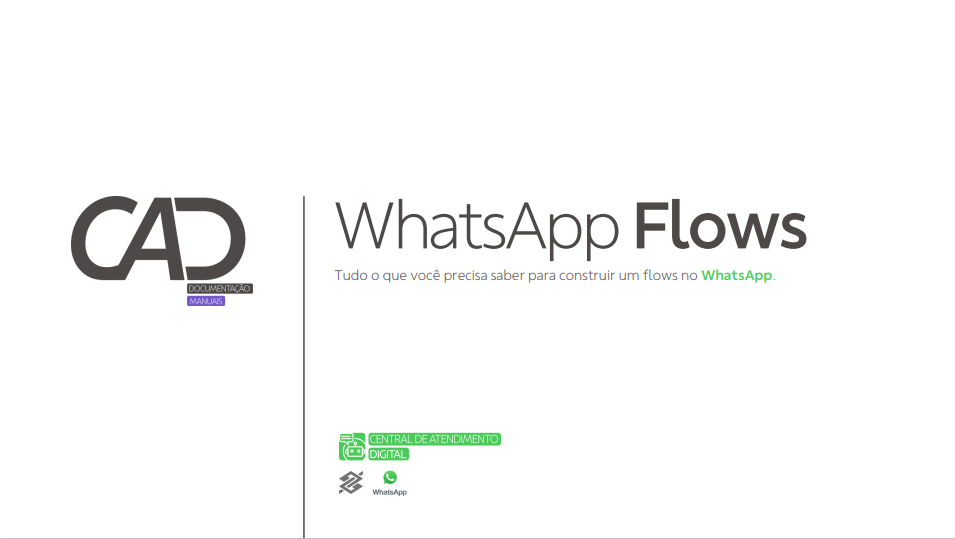 CAD
DOCUMENTAÇÃO
MANUAIS
WhatsApp Flows
Tudo o que você precisa saber para construir um flows no WhatsApp.
CENTRAL DE ATENDIMENTO
DIGITAL
WhatsApp